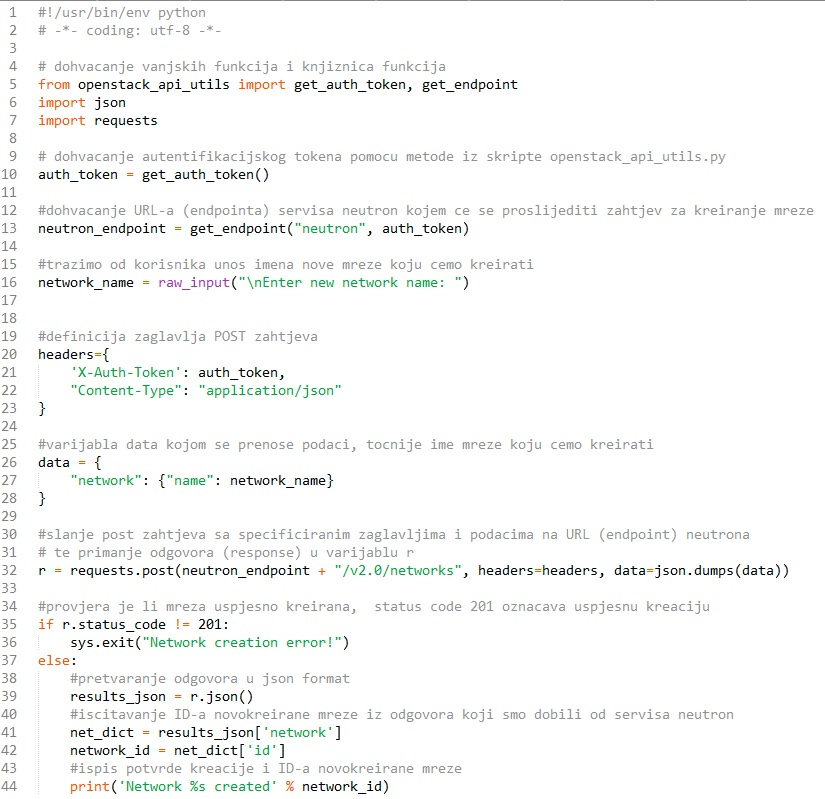 1 #!/usr/bin/env python
2 # -*- coding: utf-8 -*-
3
4 # dohvacanje vanjskih funkcija i knjiznica funkcija
5 from openstack_api_utils import get_auth_token, get_endpoint
6 import json
7 import requests
8
9 # dohvacanje autentifikacijskog tokena pomocu metode iz skripte openstack_api_utils.py
10 auth_token = get_auth_token()
11
12 #dohvacanje URL-a (endpointa) servisa neutron kojem ce se proslijediti zahtjev za kreiranje mreze
13 neutron_endpoint = get_endpoint("neutron", auth_token)
14
15 #trazimo od korisnika unos imena nove mreze koju cemo kreirati
16 network_name = raw_input("\nEnter new network name: ")
17
18
19 #definicija zaglavlja POST zahtjeva
20 headers={
21     'X-Auth-Token': auth_token,
22     "Content-Type": "application/json"
23 }
24
25 #varijabla data kojom se prenose podaci, tocnije ime mreze koju cemo kreirati
26 data = {
27     "network": {"name": network_name}
28 }
29
30 #slanje post zahtjeva sa specificiranim zaglavljima i podacima na URL (endpoint) neutrona
31 # te primanje odgovora (response) u varijablu r
32 r = requests.post(neutron_endpoint + "/v2.0/networks", headers=headers, data=json.dumps(data))
33
34 #provjera je li mreza uspjesno kreirana,  status code 201 oznacava uspjesnu kreaciju
35 if r.status_code != 201:
36     sys.exit("Network creation error!")
37 else:
38     #pretvaranje odgovora u json format
39     results_json = r.json()
40     #iscitavanje ID-a novokreirane mreze iz odgovora koji smo dobili od servisa neutron
41     net_dict = results_json['network']
42     network_id = net_dict['id']
43     #ispis potvrde kreacije i ID-a novokreirane mreze
44     print('Network %s created' % network_id)